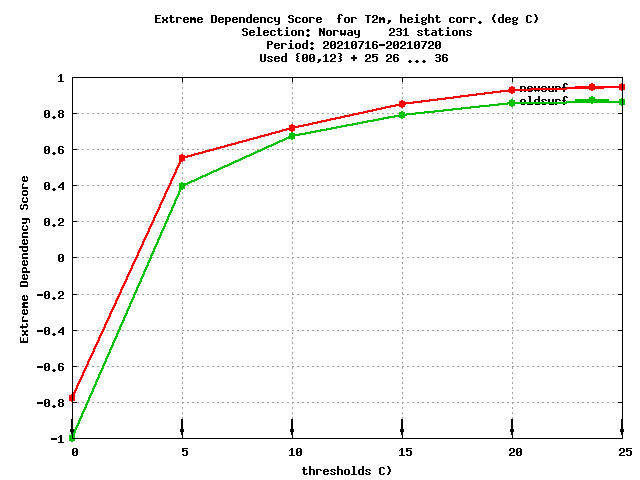 Extreme Dependency Score for T2m, height corr. (deg C)
Selection: Norway 231 stations
Period: 20210716-20210720
Used {00,12} + 25 26 ... 36
1
0.8
0.6
0.4
0.2
0
-0.2
-0.4
-0.6
-0.8
-1
Extreme Dependency Score
newsurf
oldsurf
0 5 10 15 20 25
thresholds C)